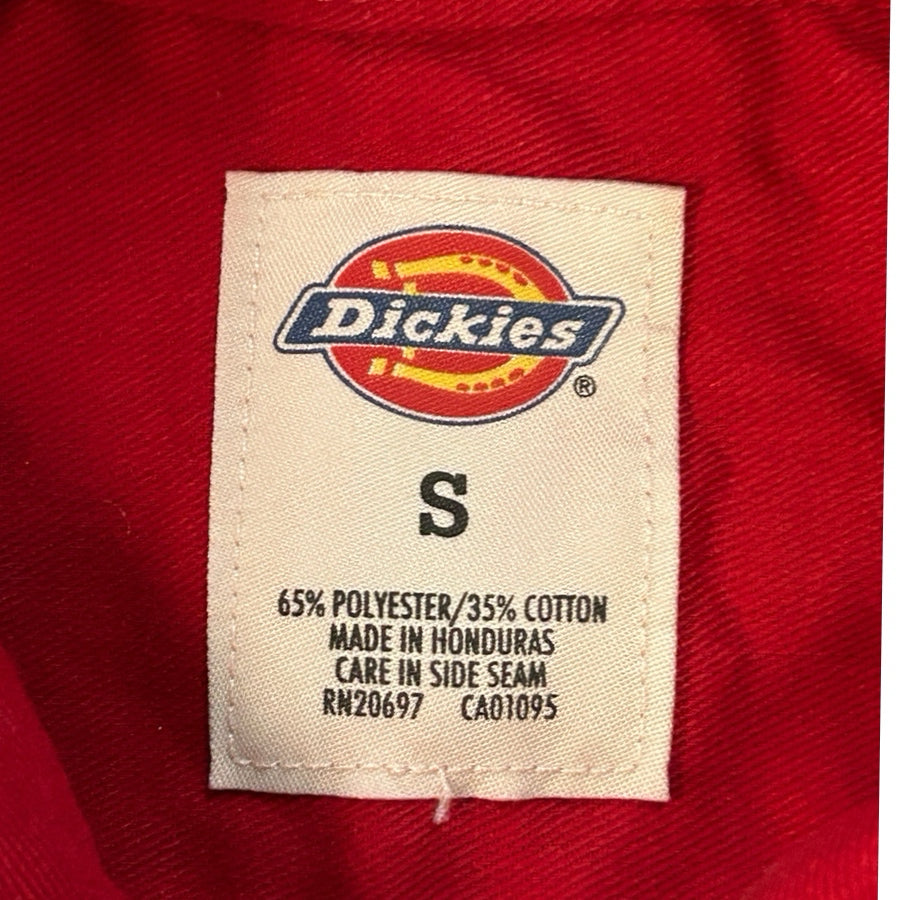 Dickies
®
S
65% POLYESTER/35% COTTON
MADE IN HONDURAS
CARE IN SIDE SEAM
RN20697 CA01095